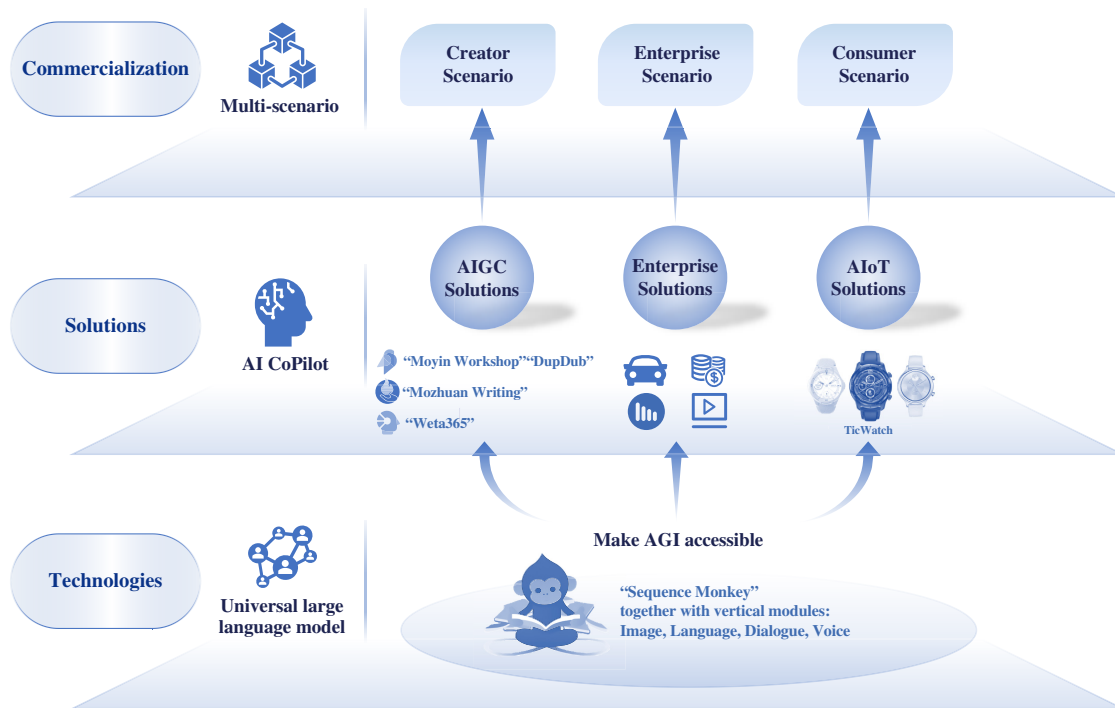 Commercialization
Multi-scenario
Creator
Scenario
Enterprise
Scenario
Consumer
Scenario
Solutions
AI CoPilot
AIGC
Solutions
Enterprise
Solutions
AIoT
Solutions
“Moyin Workshop”“DupDub”
“Mozhuan Writing”
“Weta365”
TicWatch
Technologies
Universal large
language model
Make AGI accessible
“Sequence Monkey”
together with vertical modules:
Image, Language, Dialogue, Voice